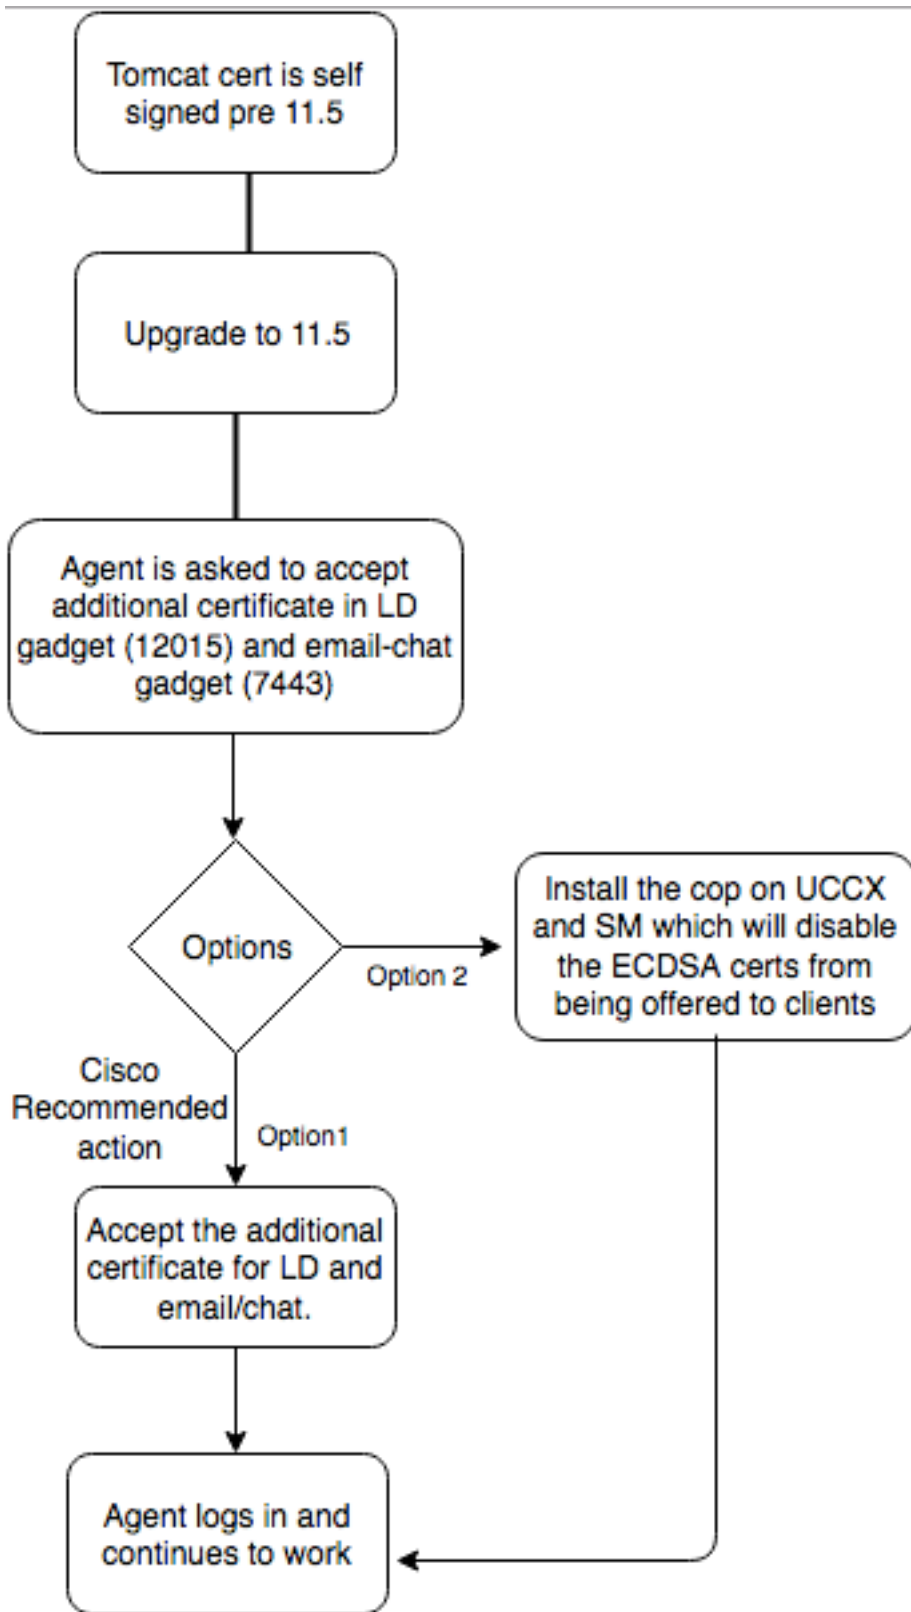 Tomcat cert is self
signed pre 11.5
Upgrade to 11.5
Agent is asked to accept
additional certificate in LD
gadget (12015) and email-chat
gadget (7443)
Options
Option 2
Install the cop on UCCX
and SM which will disable
the ECDSA certs from
being offered to clients
Cisco
Recommended
action
Option1
Accept the additional
certificate for LD and
email/chat.
Agent logs in and
continues to work